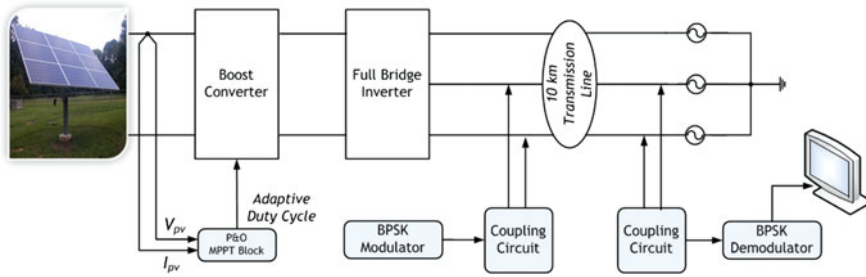 Boost
Converter
Full Bridge
Inverter
10 km
Transmission
Line
Adaptive
Duty Cycle
Vpv
Ipv
P&O
MPPT Block
BPSK
Modulator
Coupling
Circuit
Coupling
Circuit
BPSK
Demodulator